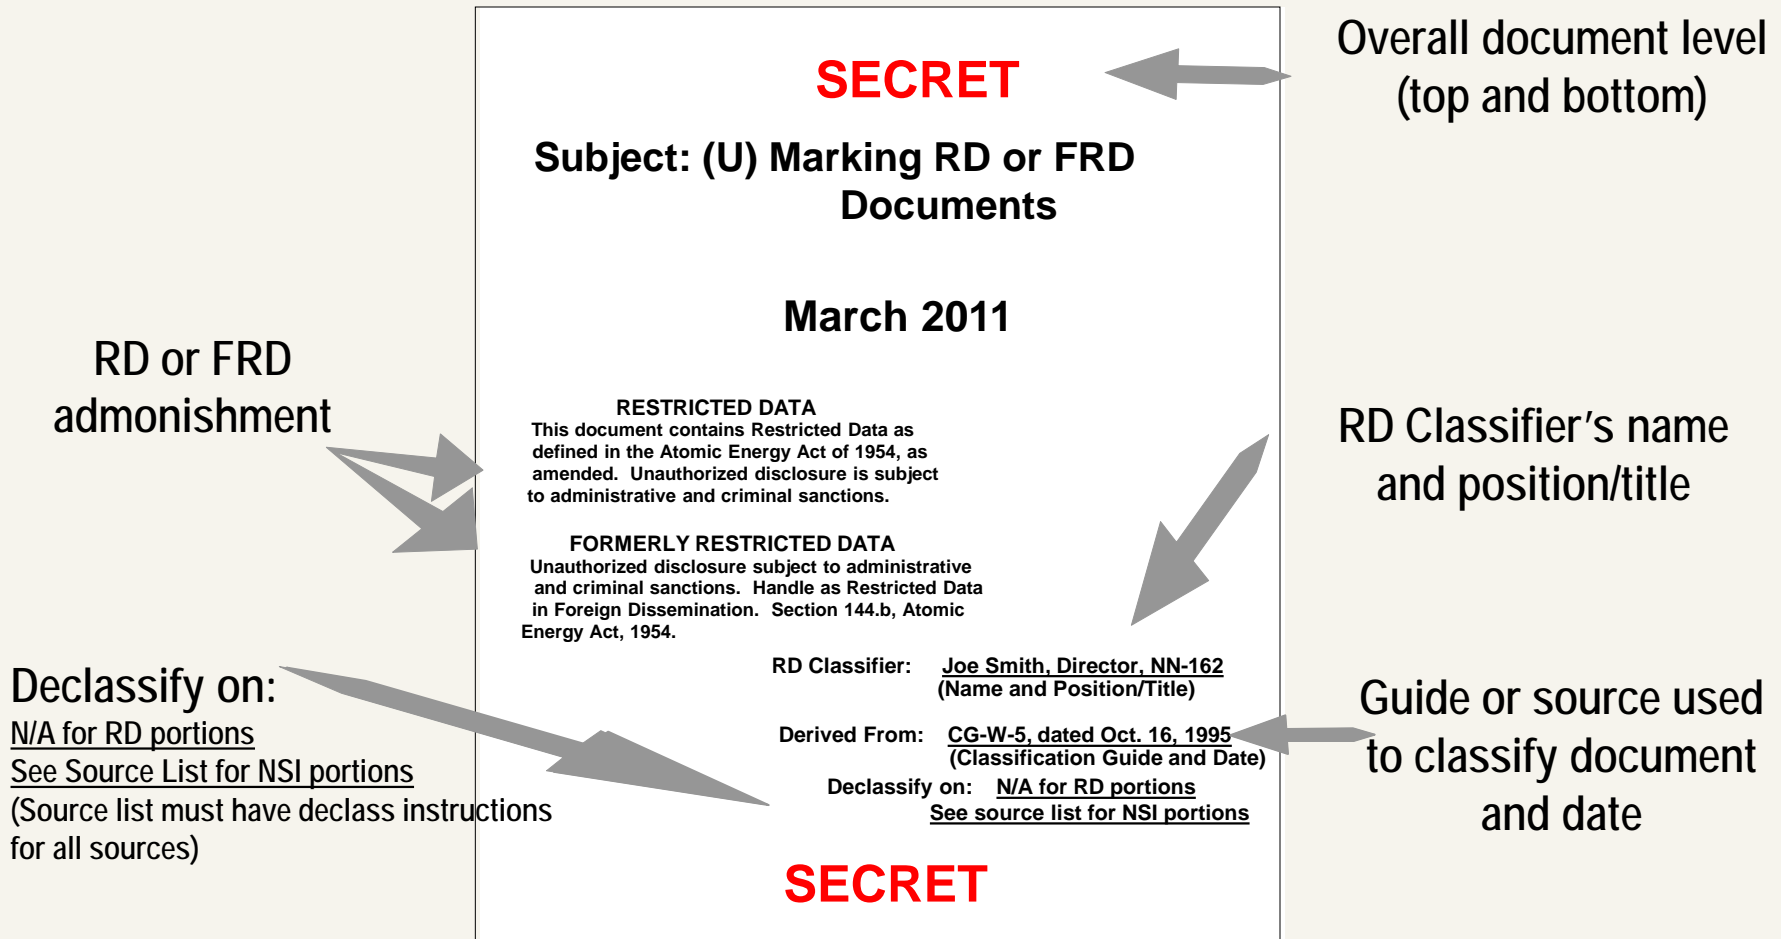 SECRET
Overall document level
(top and bottom)
Subject: (U) Marking RD or FRD
Documents
March 2011
RD or FRD
admonishment
RESTRICTED DATA
This document contains Restricted Data as
defined in the Atomic Energy Act of 1954, as
amended. Unauthorized disclosure is subject
to administrative and criminal sanctions.
RD Classifier's name
and position/title
FORMERLY RESTRICTED DATA
Unauthorized disclosure subject to administrative
and criminal sanctions. Handle as Restricted Data
in Foreign Dissemination. Section 144.b, Atomic
Energy Act, 1954.
RD Classifier: Joe Smith, Director, NN-162
(Name and Position/Title)
Declassify on:
N/A for RD portions
See Source List for NSI portions
(Source list must have declass instructions
for all sources)
Derived From: CG-W-5, dated Oct. 16, 1995
(Classification Guide and Date)
Declassify on: N/A for RD portions
See source list for NSI portions
Guide or source used
to classify document
and date
SECRET